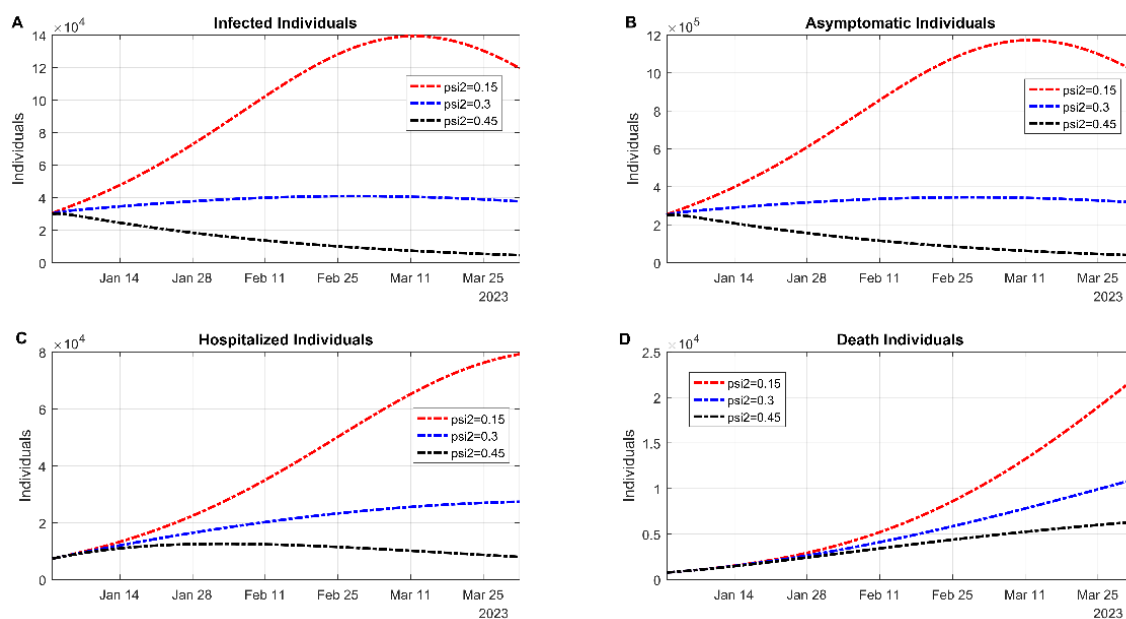 A
Infected Individuals
×10^4
14
12
10
8
6
4
2
0
Individuals
psi2=0.15
psi2=0.3
psi2=0.45
Jan 14 Jan 28 Feb 11 Feb 25 Mar 11 Mar 25
2023
B
Asymptomatic Individuals
×10^5
12
10
8
6
4
2
0
Individuals
psi2=0.15
psi2=0.3
psi2=0.45
Jan 14 Jan 28 Feb 11 Feb 25 Mar 11 Mar 25
2023
C
Hospitalized Individuals
×10^4
8
6
4
2
0
Individuals
psi2=0.15
psi2=0.3
psi2=0.45
Jan 14 Jan 28 Feb 11 Feb 25 Mar 11 Mar 25
2023
D
Death Individuals
×10^4
2.5
2
1.5
1
0.5
0
Individuals
psi2=0.15
psi2=0.3
psi2=0.45
Jan 14 Jan 28 Feb 11 Feb 25 Mar 11 Mar 25
2023